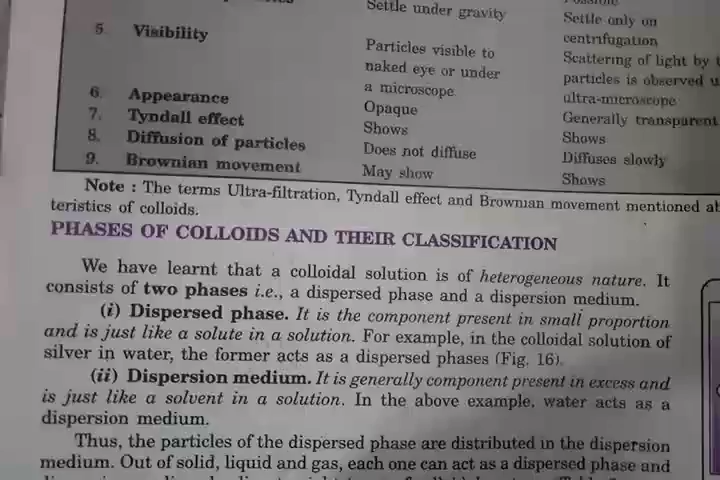 Settle under gravity Settle only on
5. Visibility centrifugation
Particles visible to Scattering of light by
naked eye or under particles is observed
a microscope ultra-microscope
6. Appearance Opaque Generally transparent
7. Tyndall effect Shows Shows
8. Diffusion of particles Does not diffuse Diffuses slowly
9. Brownian movement May show Shows
Note : The terms Ultra-filtration, Tyndall effect and Brownian movement mentioned
teristics of colloids.
PHASES OF COLLOIDS AND THEIR CLASSIFICATION
We have learnt that a colloidal solution is of heterogeneous nature. It
consists of two phases i.e., a dispersed phase and a dispersion medium.
(i) Dispersed phase. It is the component present in small proportion
and is just like a solute in a solution. For example, in the colloidal solution of
silver in water, the former acts as a dispersed phases (Fig. 16).
(ii) Dispersion medium. It is generally component present in excess and
is just like a solvent in a solution. In the above example, water acts as a
dispersion medium.
Thus, the particles of the dispersed phase are distributed in the dispersion
medium. Out of solid, liquid and gas, each one can act as a dispersed phase and